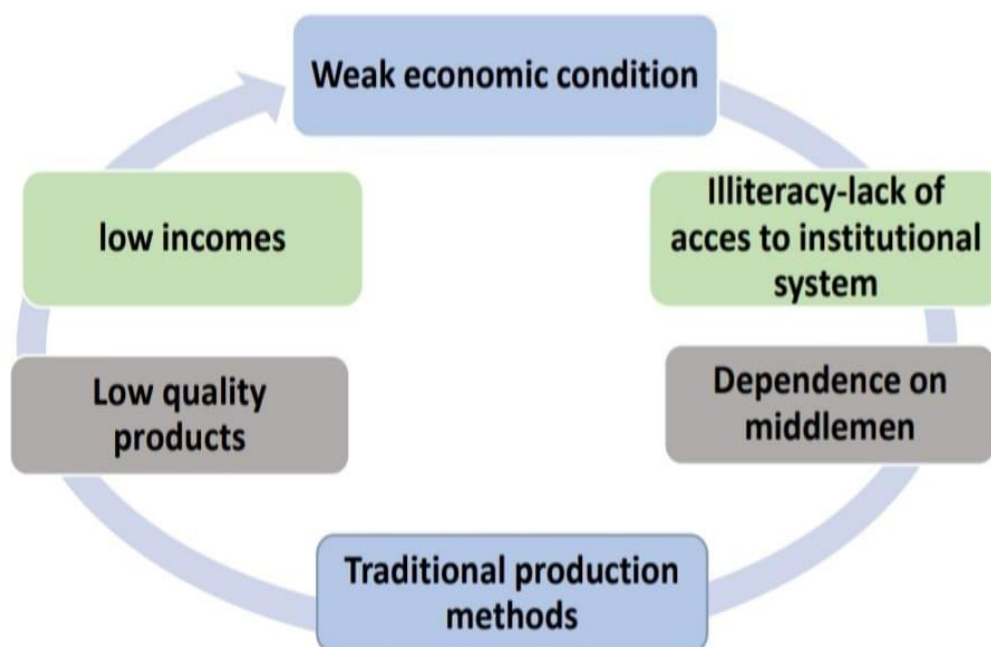 Weak economic condition
Illiteracy-lack of
acces to institutional
system
Dependence on
middlemen
Traditional production
methods
Low quality
products
low incomes